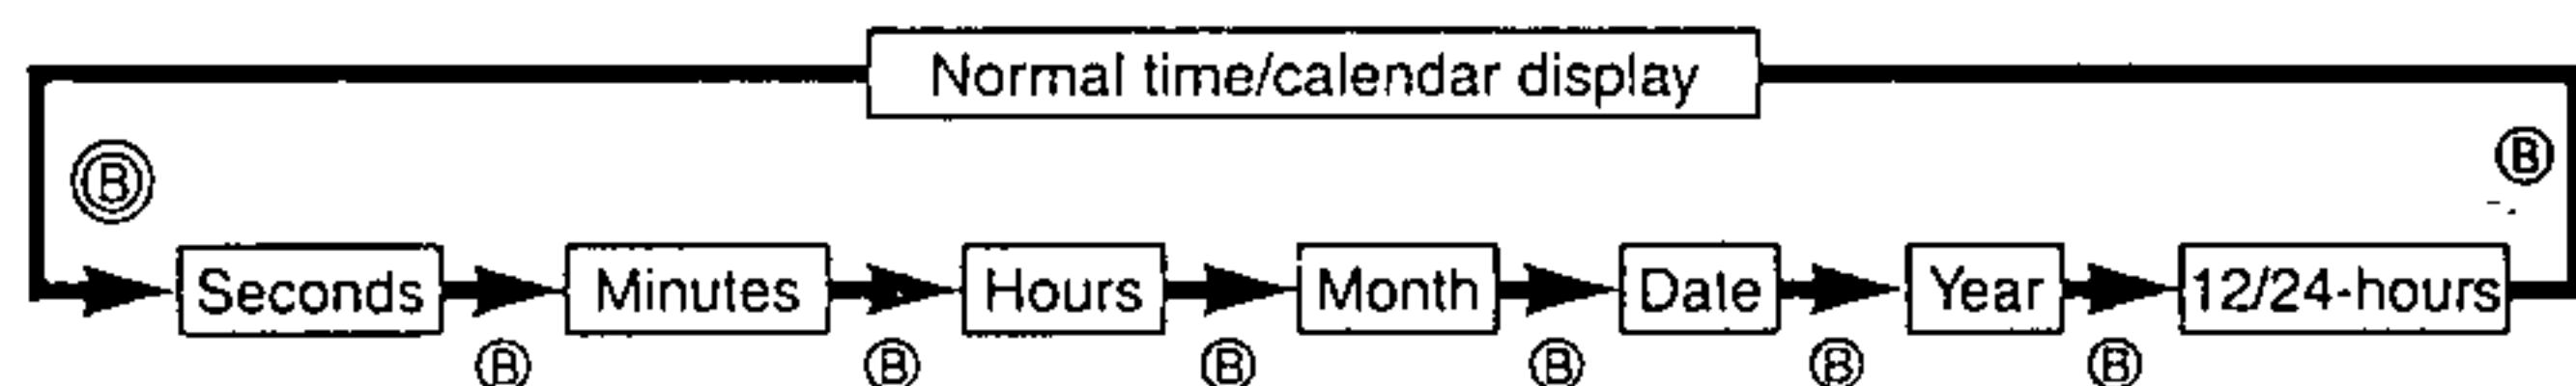 Normal time/calendar display
Ⓑ Ⓑ
Seconds Minutes Hours Month Date Year 12/24-hours
Ⓑ Ⓑ Ⓑ Ⓑ Ⓑ Ⓑ